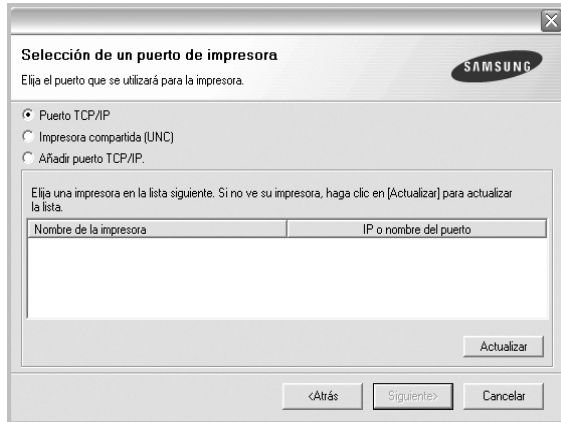 Selección de un puerto de impresora
Elija el puerto que se utilizará para la impresora.
SAMSUNG
Puerto TCP/IP
Impresora compartida (UNC)
Añadir puerto TCP/IP.
Elija una impresora en la lista siguiente. Si no ve su impresora, haga clic en [Actualizar] para actualizar
la lista.
Nombre de la impresora
IP o nombre del puerto
Actualizar
<Atrás
Siguiente>
Cancelar